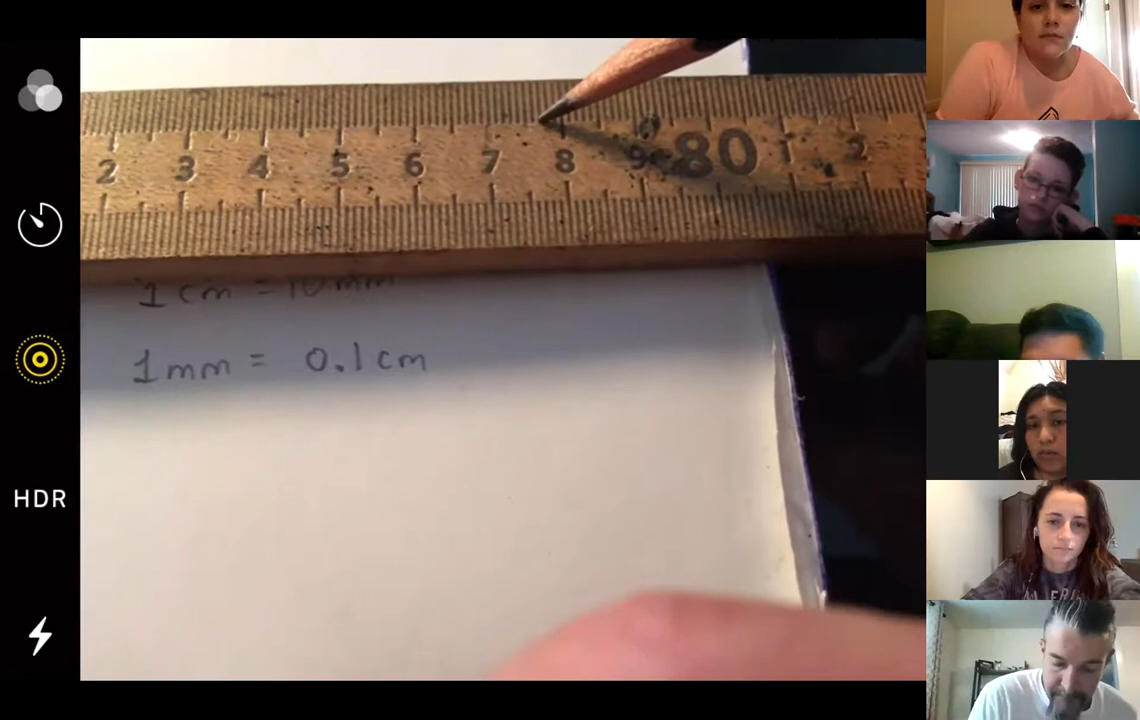 HDR
2 3 4 5 6 7 8 9 80 1 2
1 cm = 10 mm
1 mm = 0.1 cm